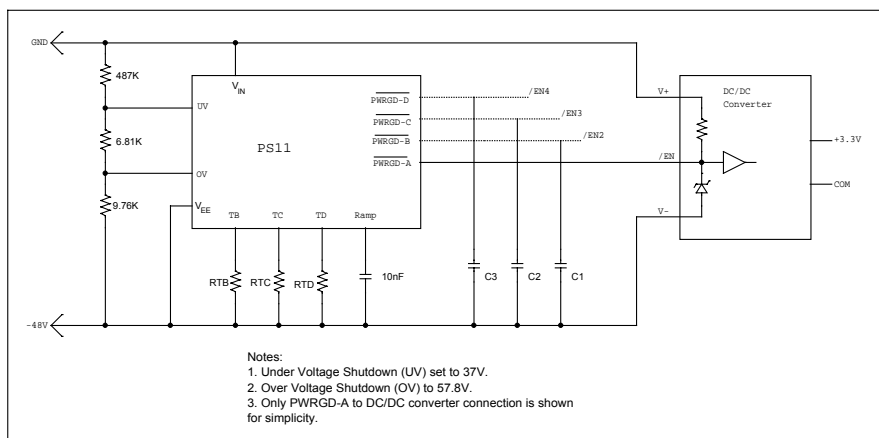 GND
487K
6.81K
9.76K
-48V
VIN
UV
OV
VEE
PS11
PWRGD-D
PWRGD-C
PWRGD-B
PWRGD-A
TB
TC
TD
Ramp
RTB
RTC
RTD
10nF
/EN4
/EN3
/EN2
/EN
C3
C2
C1
V+
V-
DC/DC
Converter
+3.3V
COM
Notes:
1. Under Voltage Shutdown (UV) set to 37V.
2. Over Voltage Shutdown (OV) to 57.8V.
3. Only PWRGD-A to DC/DC converter connection is shown
for simplicity.